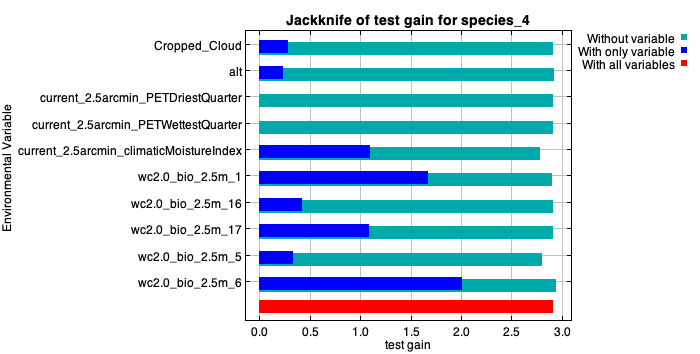 Jackknife of test gain for species_4
Without variable
With only variable
With all variables
Environmental Variable
Cropped_Cloud
alt
current_2.5arcmin_PETDriestQuarter
current_2.5arcmin_PETWettestQuarter
current_2.5arcmin_climaticMoistureIndex
wc2.0_bio_2.5m_1
wc2.0_bio_2.5m_16
wc2.0_bio_2.5m_17
wc2.0_bio_2.5m_5
wc2.0_bio_2.5m_6
0.0 0.5 1.0 1.5 2.0 2.5 3.0
test gain